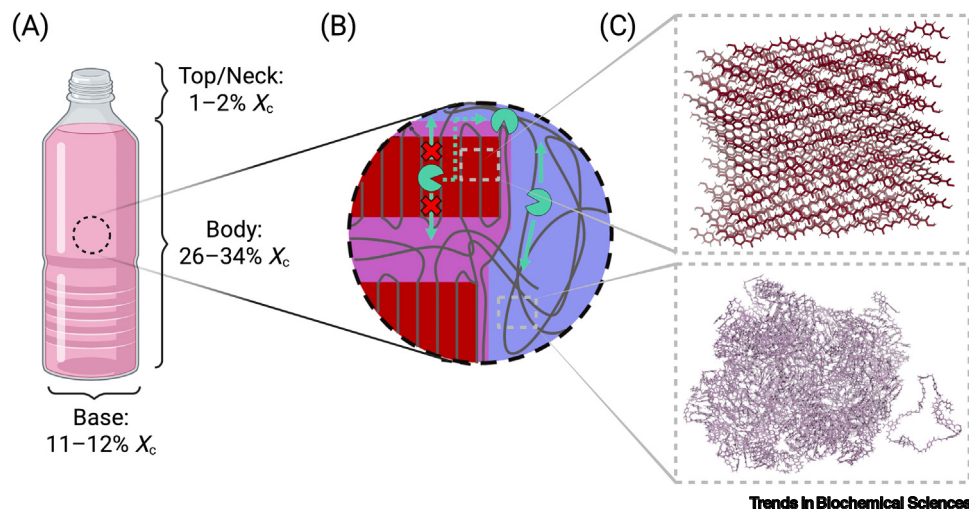 (A)
(B)
(C)
Top/Neck:
1–2% Xc
Body:
26–34% Xc
Base:
11–12% Xc
Trends in Biochemical Sciences